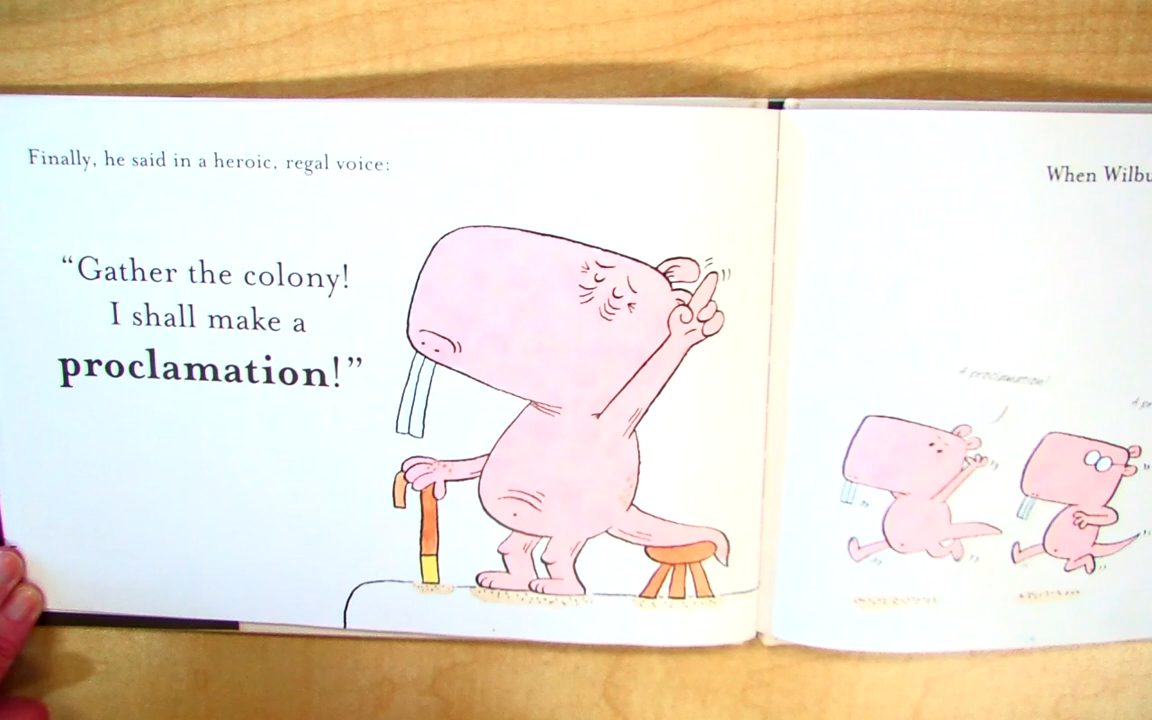 Finally, he said in a heroic, regal voice:
“Gather the colony!
I shall make a
proclamation!”
When Wilbu
A proclamation!